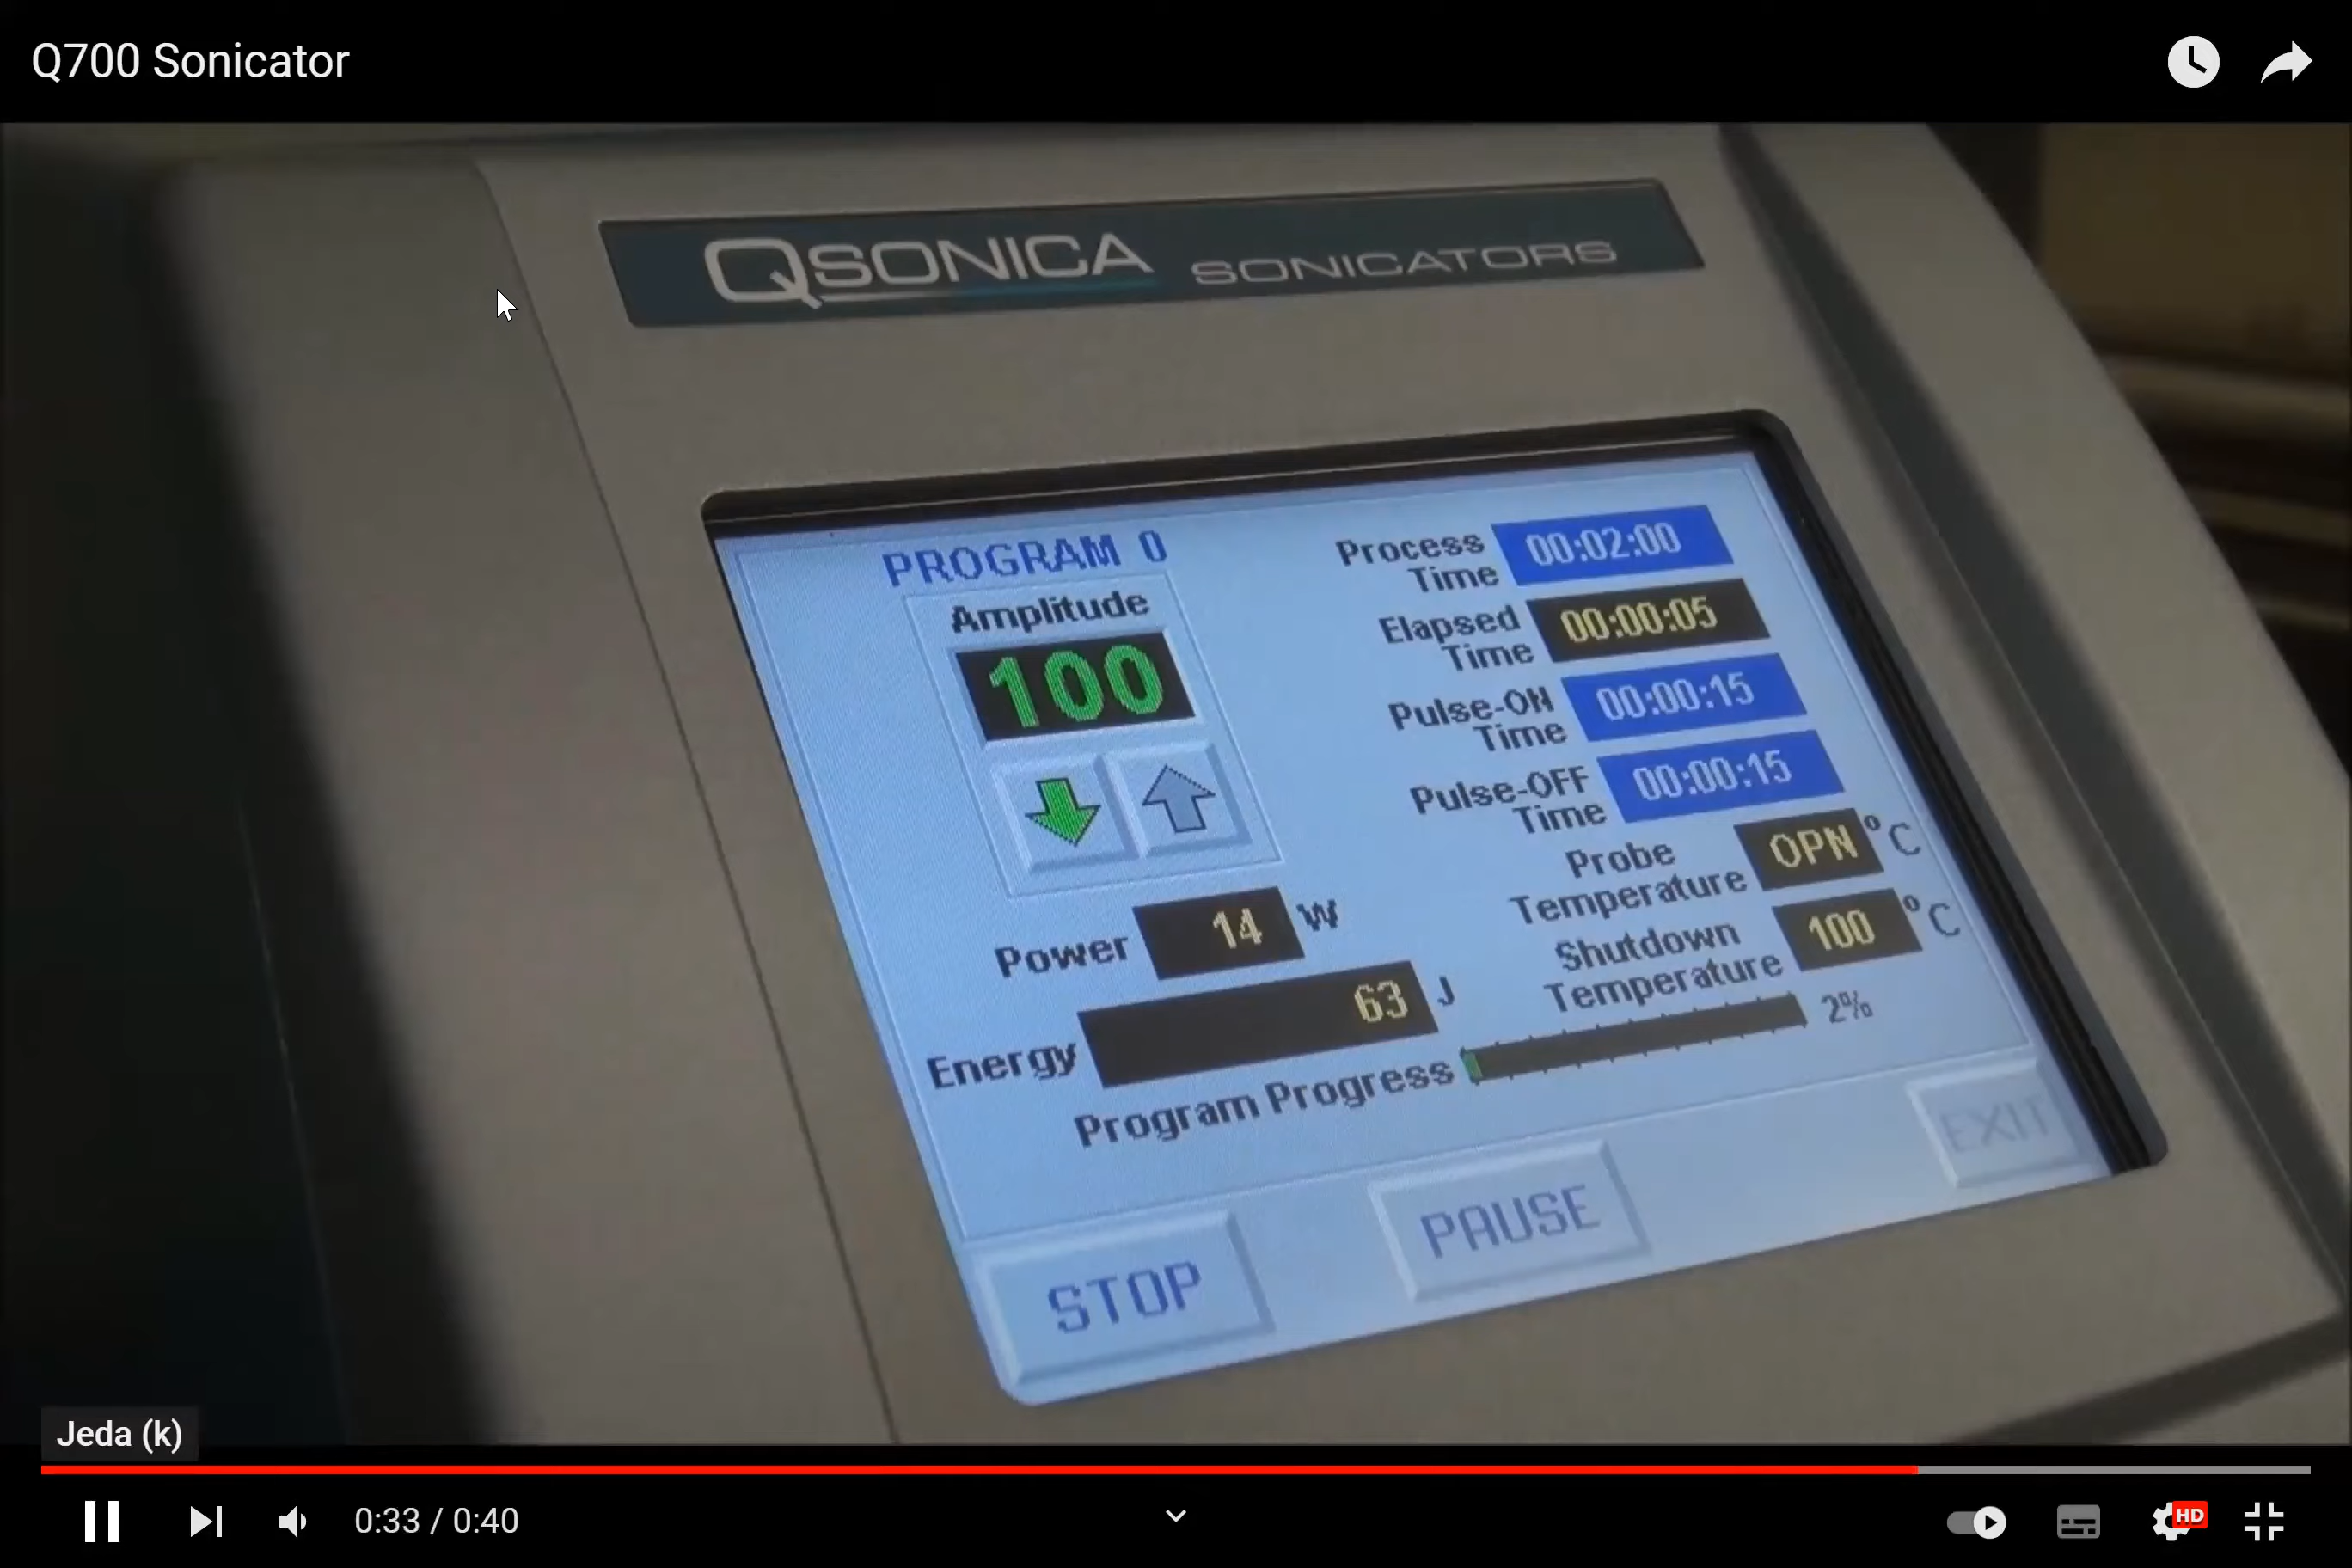 Q700 Sonicator
QSONICA SONICATORS
PROGRAM 0
Amplitude
100
Power 14 W
Energy 63 J
Process Time 00:02:00
Elapsed Time 00:00:05
Pulse-ON Time 00:00:15
Pulse-OFF Time 00:00:15
Probe Temperature OPN °C
Shutdown Temperature 100 °C
Program Progress 2%
STOP PAUSE EXIT
Jeda (k)
0:33 / 0:40
HD